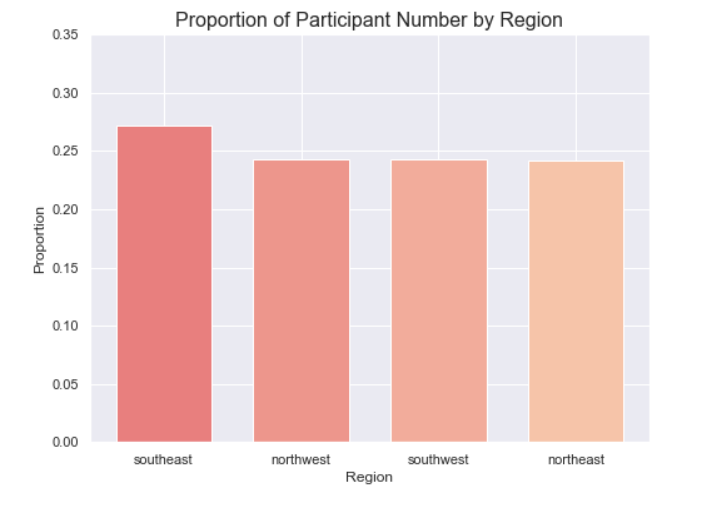 Proportion of Participant Number by Region
0.35
0.30
0.25
0.20
0.15
0.10
0.05
0.00
Proportion
southeast northwest southwest northeast
Region